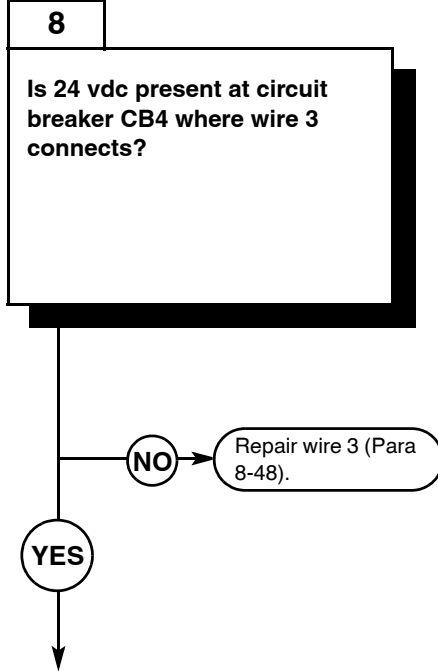 8
Is 24 vdc present at circuit
breaker CB4 where wire 3
connects?
NO
Repair wire 3 (Para
8-48).
YES